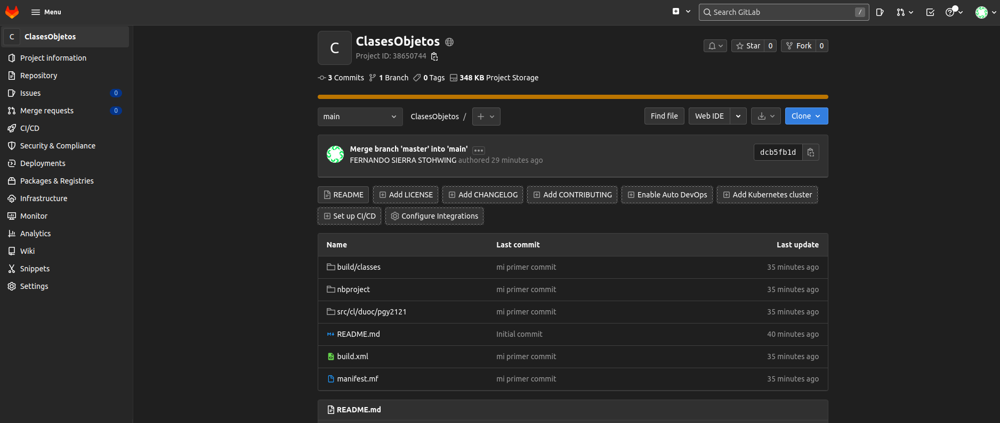 Menu
Search GitLab /
C ClasesObjetos
Project information
Repository
Issues 0
Merge requests 0
CI/CD
Security & Compliance
Deployments
Packages & Registries
Infrastructure
Monitor
Analytics
Wiki
Snippets
Settings
C
ClasesObjetos
Project ID: 38650744
Star 0
Fork 0
3 Commits 1 Branch 0 Tags 348 KB Project Storage
main ClasesObjetos / Find file Web IDE Clone
Merge branch 'master' into 'main'
FERNANDO SIERRA STOHWING authored 29 minutes ago
dcb5fb1d
README Add LICENSE Add CHANGELOG Add CONTRIBUTING Enable Auto DevOps Add Kubernetes cluster
Set up CI/CD Configure Integrations
Name Last commit Last update
build/classes mi primer commit 35 minutes ago
nbproject mi primer commit 35 minutes ago
src/cl/duoc/pgy2121 mi primer commit 35 minutes ago
README.md Initial commit 40 minutes ago
build.xml mi primer commit 35 minutes ago
manifest.mf mi primer commit 35 minutes ago
README.md